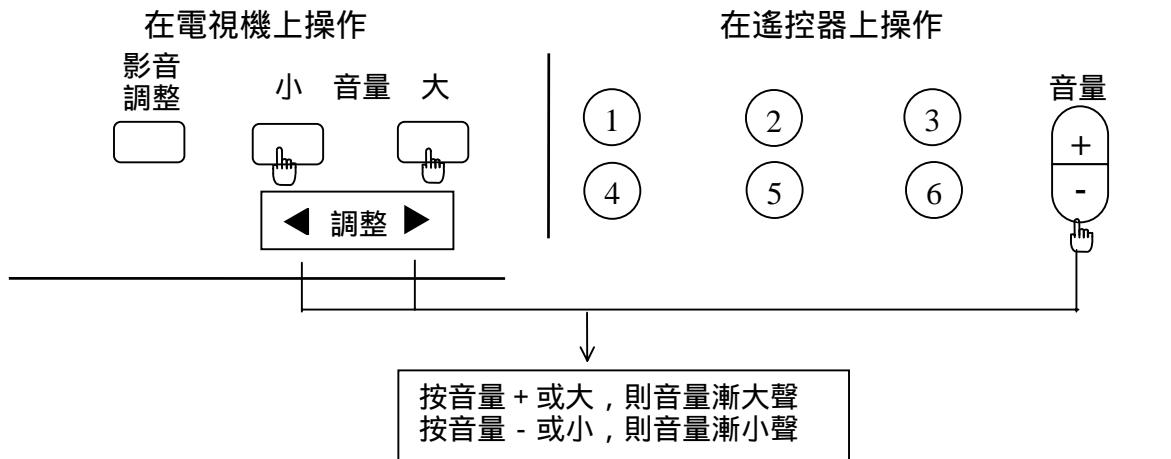 在電視機上操作
在遙控器上操作
影音
調整
小 音量 大
音量
1 2 3
+
4 5 6
-
◀ 調整 ▶
按音量+或大,則音量漸大聲
按音量-或小,則音量漸小聲